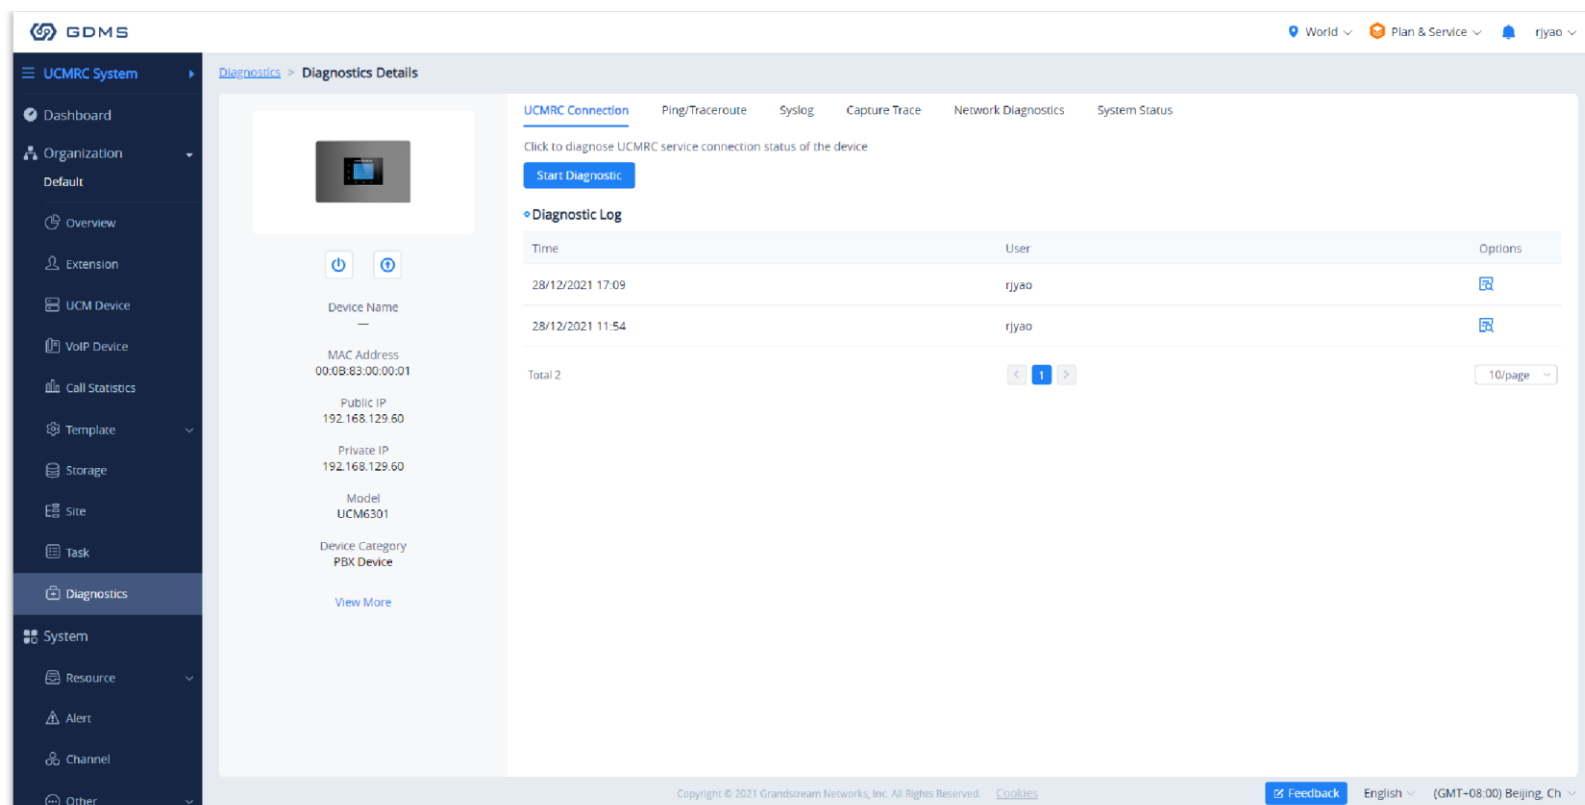 GDMS
World
Plan & Service
rjyao
UCMRC System
Dashboard
Organization
Default
Overview
Extension
UCM Device
VoIP Device
Call Statistics
Template
Storage
Site
Task
Diagnostics
System
Resource
Alert
Channel
Other
Diagnostics > Diagnostics Details
Device Name
—
MAC Address
00:0B:83:00:00:01
Public IP
192.168.129.60
Private IP
192.168.129.60
Model
UCM6301
Device Category
PBX Device
View More
UCMRC Connection Ping/Traceroute Syslog Capture Trace Network Diagnostics System Status
Click to diagnose UCMRC service connection status of the device
Start Diagnostic
Diagnostic Log
Time User Options
28/12/2021 17:09 rjyao
28/12/2021 11:54 rjyao
Total 2 < 1 > 10/page
Copyright © 2021 Grandstream Networks, Inc. All Rights Reserved. Cookies
Feedback English (GMT+08:00) Beijing, Ch